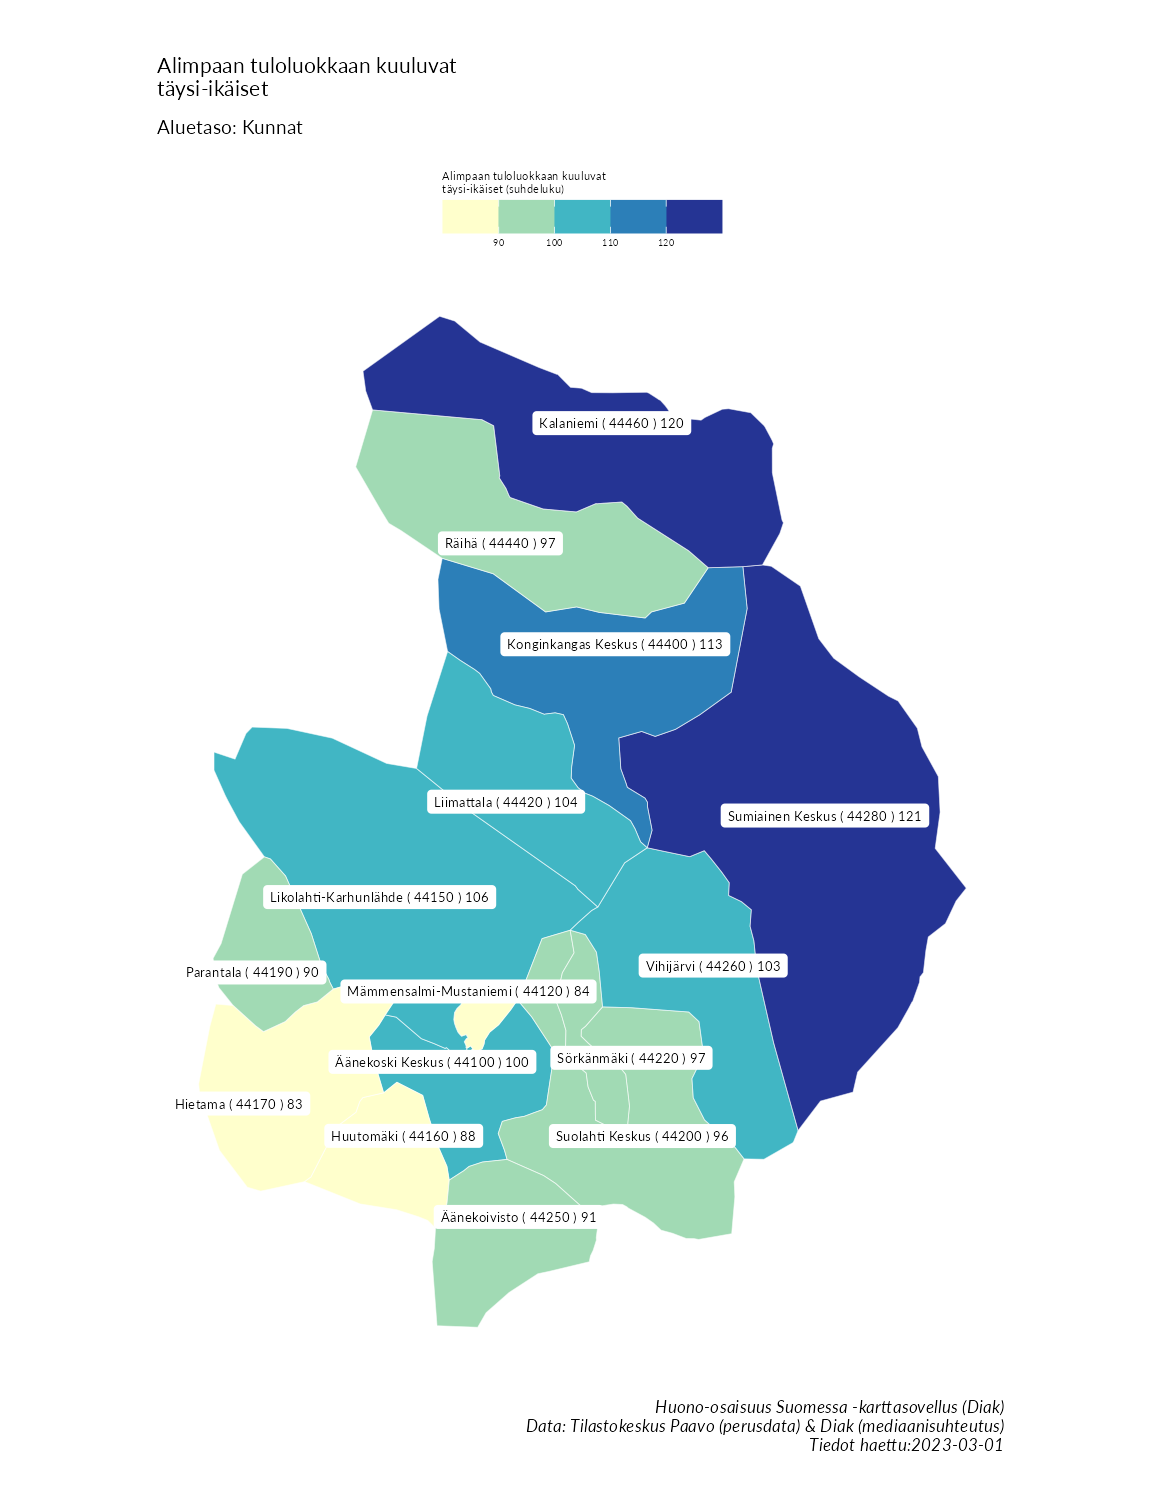 Alimpaan tuloluokkaan kuuluvat
täysi-ikäiset
Aluetaso: Kunnat
Alimpaan tuloluokkaan kuuluvat
täysi-ikäiset (suhdeluku)
90 100 110 120
Kalaniemi ( 44460 ) 120
Räihä ( 44440 ) 97
Konginkangas Keskus ( 44400 ) 113
Liimattala ( 44420 ) 104
Sumiainen Keskus ( 44280 ) 121
Likolahti-Karhunlähde ( 44150 ) 106
Vihijärvi ( 44260 ) 103
Parantala ( 44190 ) 90
Mämmensalmi-Mustaniemi ( 44120 ) 84
Sörkänmäki ( 44220 ) 97
Äänekoski Keskus ( 44100 ) 100
Hietama ( 44170 ) 83
Huutomäki ( 44160 ) 88
Suolahti Keskus ( 44200 ) 96
Äänekoivisto ( 44250 ) 91
Huono-osaisuus Suomessa -karttasovellus (Diak)
Data: Tilastokeskus Paavo (perusdata) & Diak (mediaanisuhteutus)
Tiedot haettu:2023-03-01